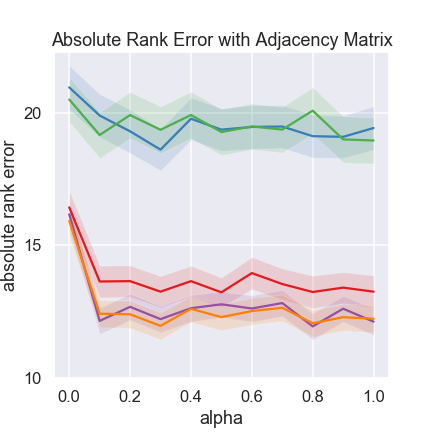 Absolute Rank Error with Adjacency Matrix
20
15
10
absolute rank error
0.0 0.2 0.4 0.6 0.8 1.0
alpha